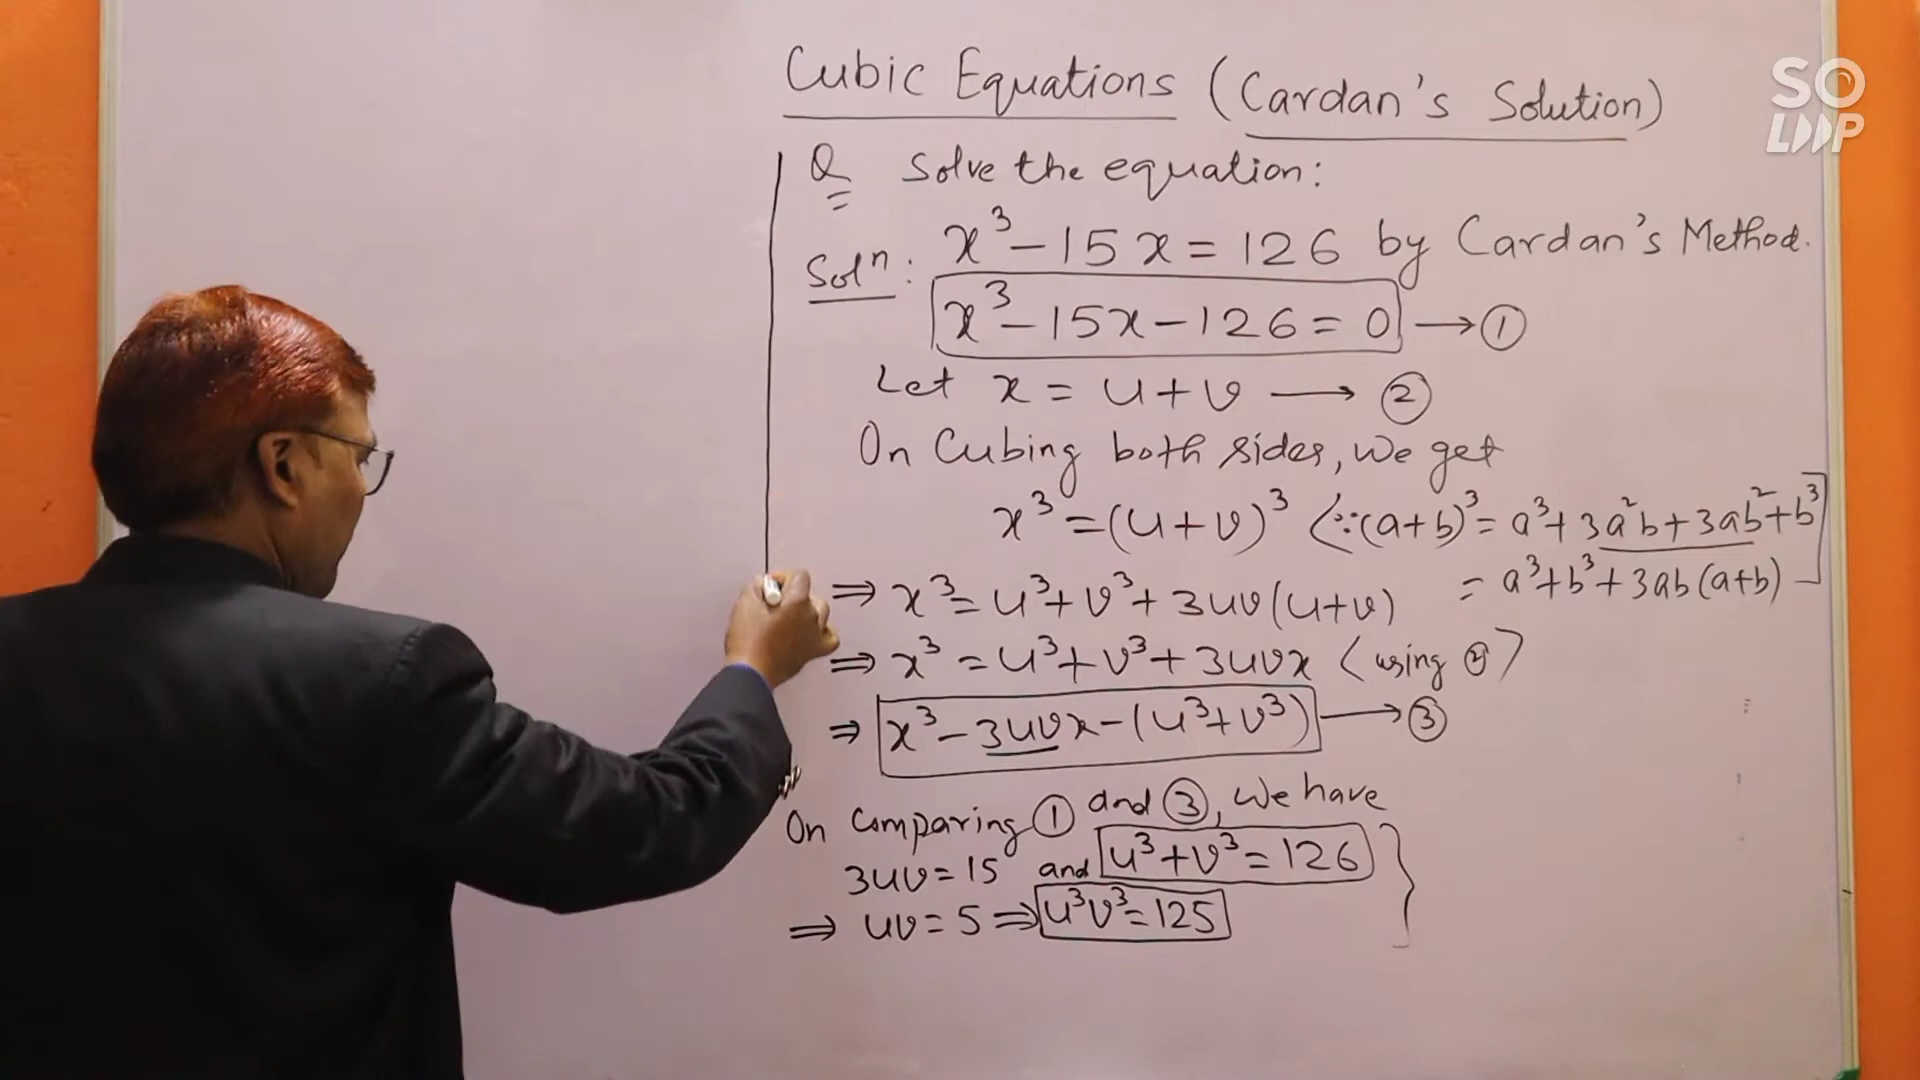 Cubic Equations (Cardan's Solution)
SO
LOOP
Q Solve the equation:
x³ – 15x = 126 by Cardan's Method.
Solⁿ:
x³ – 15x – 126 = 0 → ①
Let x = u + v → ②
On Cubing both sides, we get
x³ = (u + v)³ <∵ (a+b)³ = a³ + 3a²b + 3ab² + b³
= a³ + b³ + 3ab(a+b)
⇒ x³ = u³ + v³ + 3uv(u+v)
⇒ x³ = u³ + v³ + 3uvx <using ②>
⇒ x³ – 3uvx – (u³ + v³) → ③
On comparing ① and ③, we have
3uv = 15 and u³ + v³ = 126
⇒ uv = 5 ⇒ u³v³ = 125